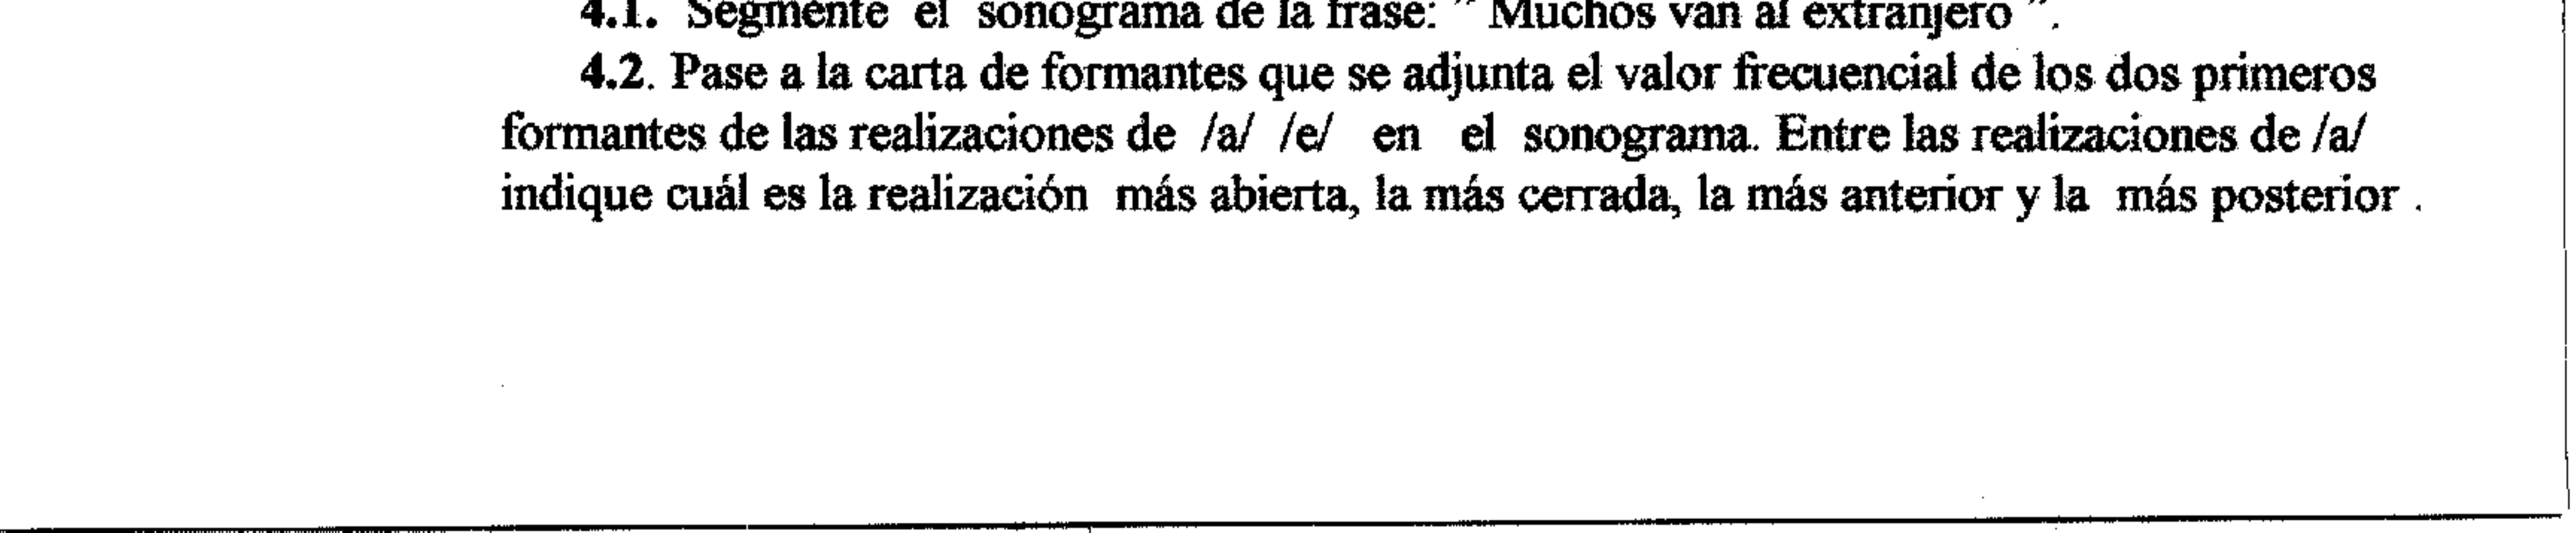 4.1. Segmente el sonograma de la frase: " Muchos van al extranjero ".
4.2. Pase a la carta de formantes que se adjunta el valor frecuencial de los dos primeros
formantes de las realizaciones de /a/ /e/ en el sonograma. Entre las realizaciones de /a/
indique cuál es la realización más abierta, la más cerrada, la más anterior y la más posterior .